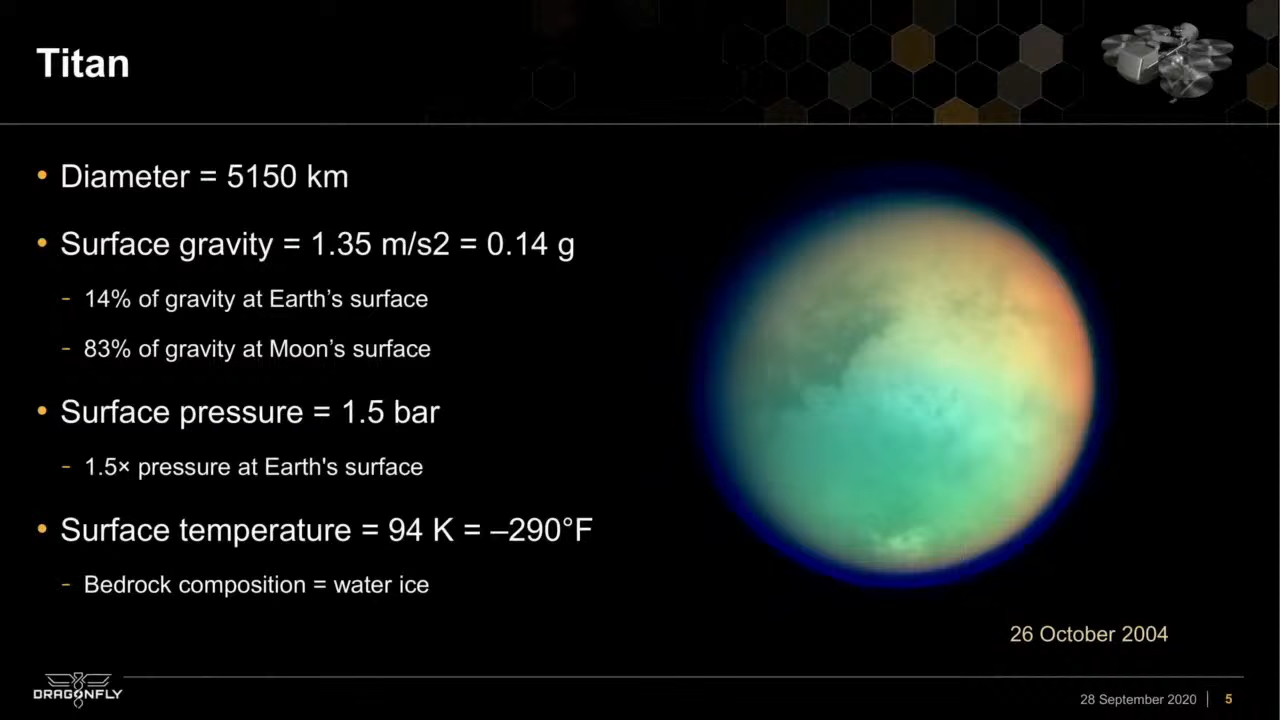 Titan
• Diameter = 5150 km
• Surface gravity = 1.35 m/s2 = 0.14 g
- 14% of gravity at Earth’s surface
- 83% of gravity at Moon’s surface
• Surface pressure = 1.5 bar
- 1.5× pressure at Earth's surface
• Surface temperature = 94 K = –290°F
- Bedrock composition = water ice
26 October 2004
DRAGONFLY
28 September 2020 | 5